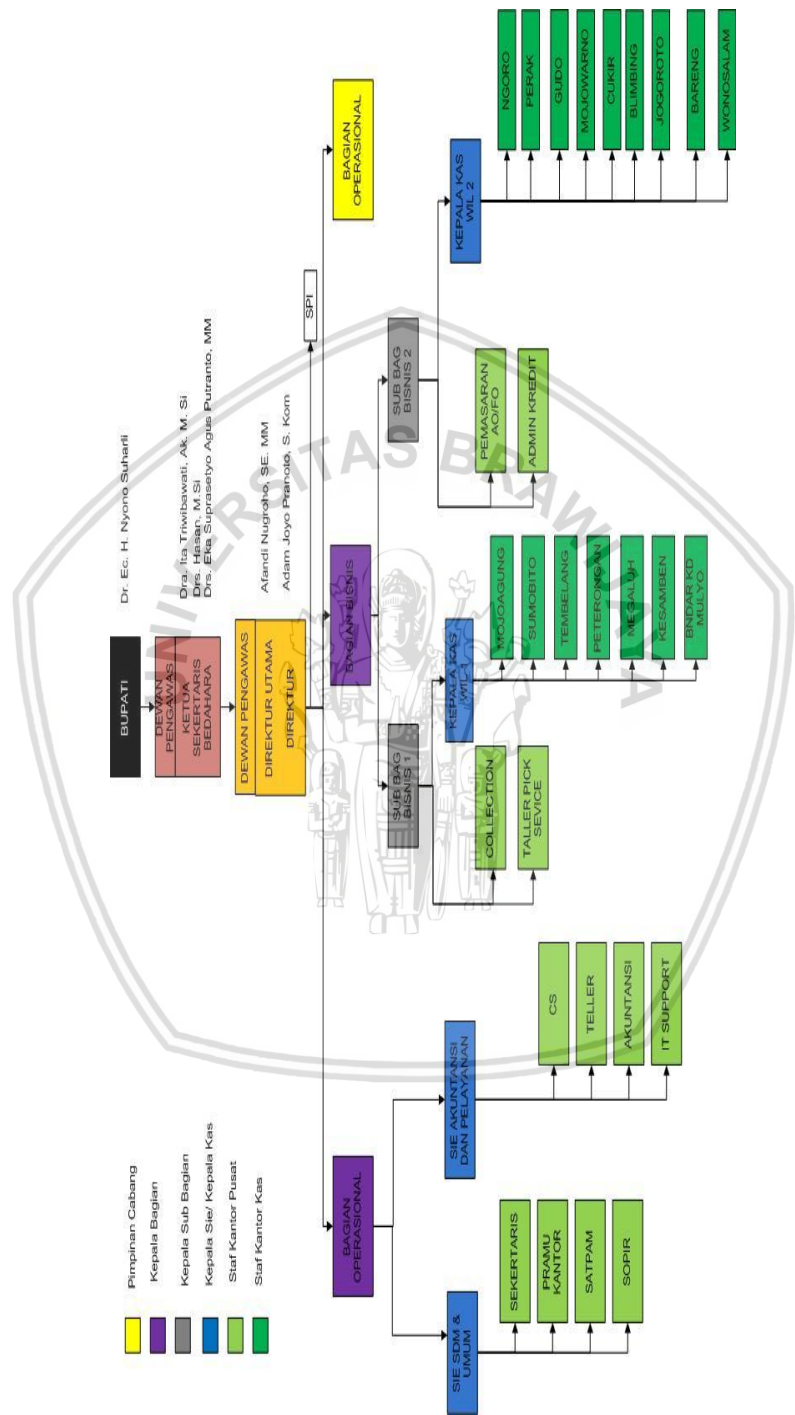 Pimpinan Cabang
Kepala Bagian
Kepala Sub Bagian
Kepala Sie/ Kepala Kas
Staf Kantor Pusat
Staf Kantor Kas
BUPATI
Dr. Ec. H. Nyono Suharli
DEWAN
PENGAWAS
KETUA
SEKERTARIS
BEDAHARA
Dra. Ita Triwibawati, Ak. M. Si
Drs. Hasan, M.Si
Drs. Eka Suprasetyo Agus Putranto, MM
DEWAN PENGAWAS
DIREKTUR UTAMA
DIREKTUR
Afandi Nugroho, SE. MM
Adam Joyo Pranoto, S. Kom
SPI
BAGIAN
OPERASIONAL
BAGIAN BISNIS
BAGIAN
OPERASIONAL
SUB BAG
BISNIS 1
SUB BAG
BISNIS 2
SIE SDM &
UMUM
SIE AKUNTANSI
DAN PELAYANAN
KEPALA KAS
WIL 1
KEPALA KAS
WIL 2
SEKERTARIS
PRAMU
KANTOR
SATPAM
SOPIR
CS
TELLER
AKUNTANSI
IT SUPPORT
COLLECTION
TALLER PICK
SEVICE
MOJOAGUNG
SUMOBITO
TEMBELANG
PETERONGAN
MEGALUH
KESAMBEN
BNDAR KD
MULYO
PEMASARAN
AO/FO
ADMIN KREDIT
NGORO
PERAK
GUDO
MOJOWARNO
CUKIR
BLIMBING
JOGOROTO
BARENG
WONOSALAM
UNIVERSITAS BRAWIJAYA